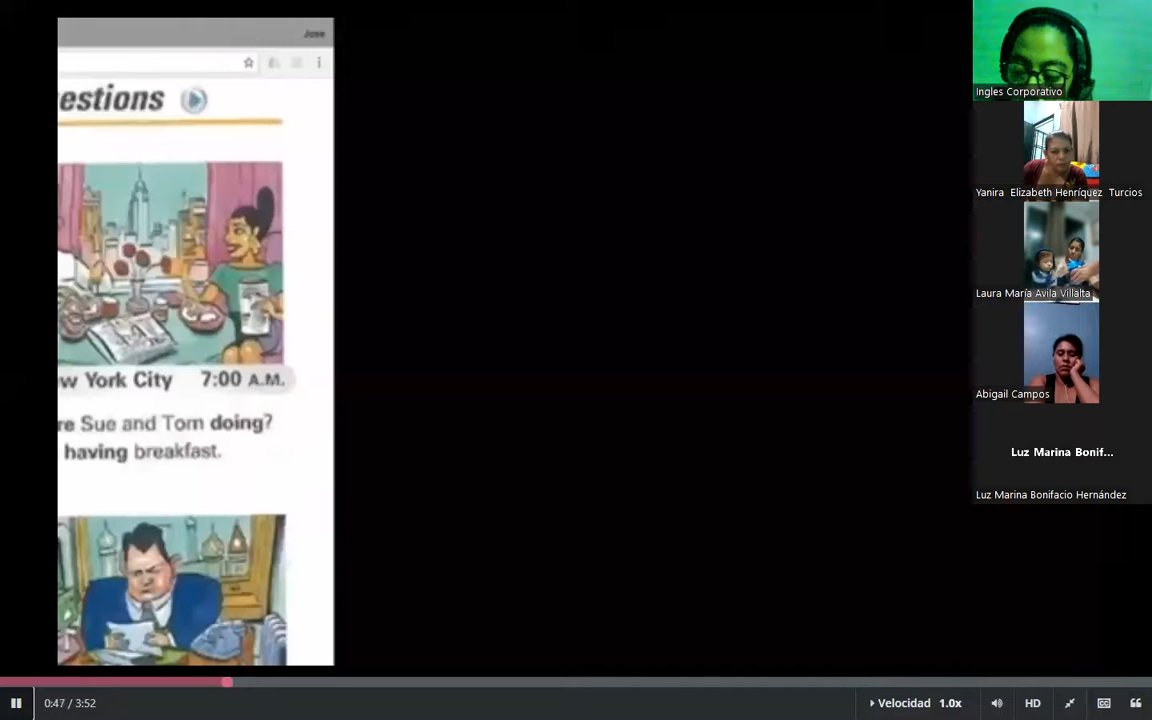 Jose
estions
w York City 7:00 A.M.
re Sue and Tom doing?
having breakfast.
Ingles Corporativo
Yanira Elizabeth Henríquez Turcios
Laura María Avila Villalta
Abigail Campos
Luz Marina Bonif...
Luz Marina Bonifacio Hernández
0:47 / 3:52
Velocidad 1.0x
HD
CC